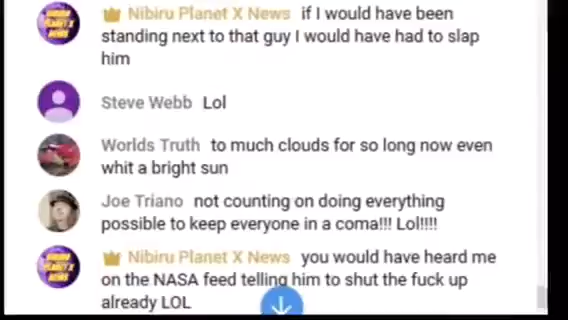 Nibiru Planet X News if I would have been
standing next to that guy I would have had to slap
him
Steve Webb Lol
Worlds Truth to much clouds for so long now even
whit a bright sun
Joe Triano not counting on doing everything
possible to keep everyone in a coma!!! Lol!!!!
Nibiru Planet X News you would have heard me
on the NASA feed telling him to shut the fuck up
already LOL